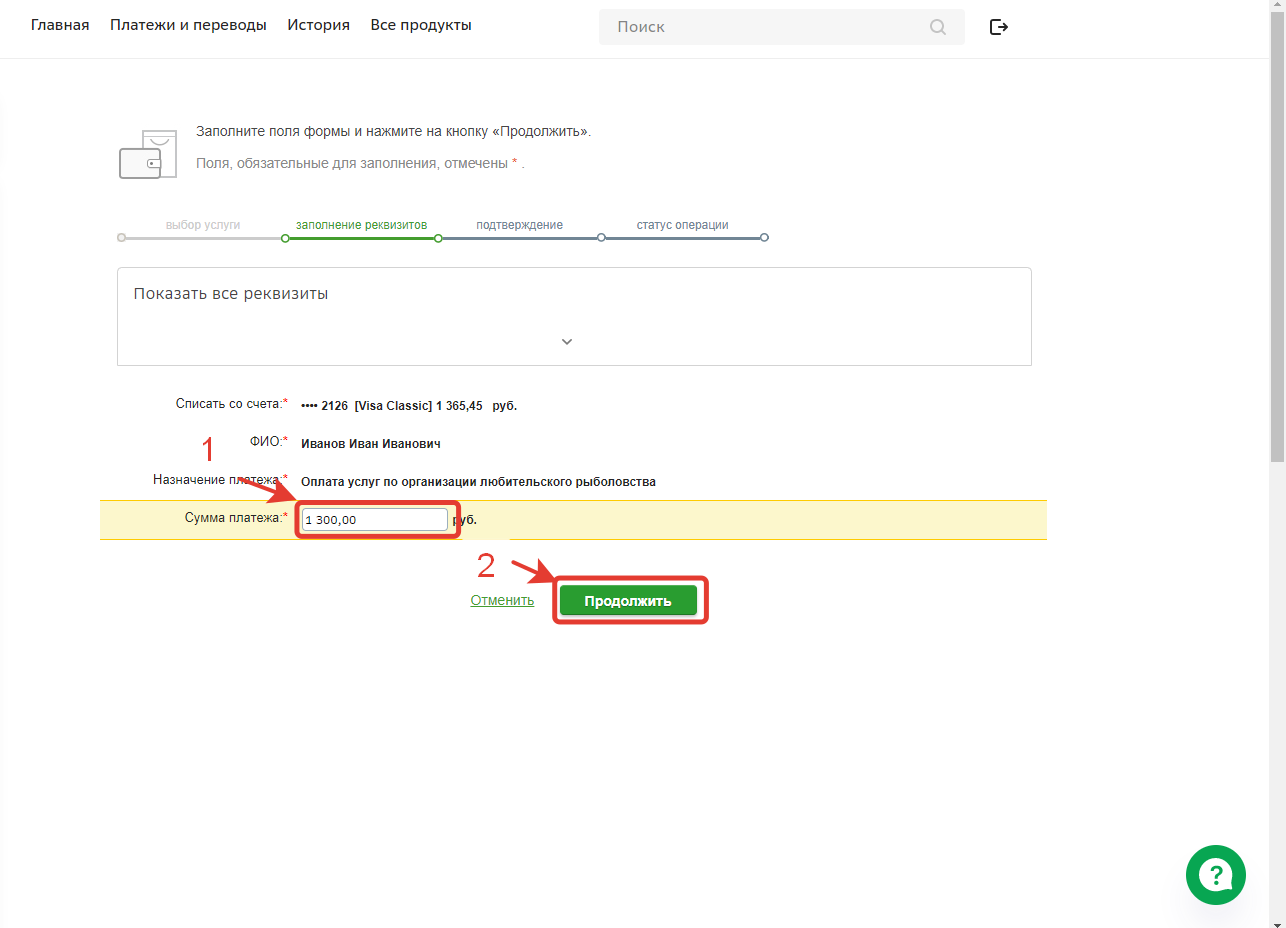 Главная Платежи и переводы История Все продукты Поиск
Заполните поля формы и нажмите на кнопку «Продолжить».
Поля, обязательные для заполнения, отмечены * .
выбор услуги заполнение реквизитов подтверждение статус операции
Показать все реквизиты
Списать со счета:* •••• 2126 [Visa Classic] 1 365,45 руб.
1
ФИО:* Иванов Иван Иванович
Назначение платежа:* Оплата услуг по организации любительского рыболовства
Сумма платежа:* 1 300,00 руб.
2
Отменить Продолжить
?